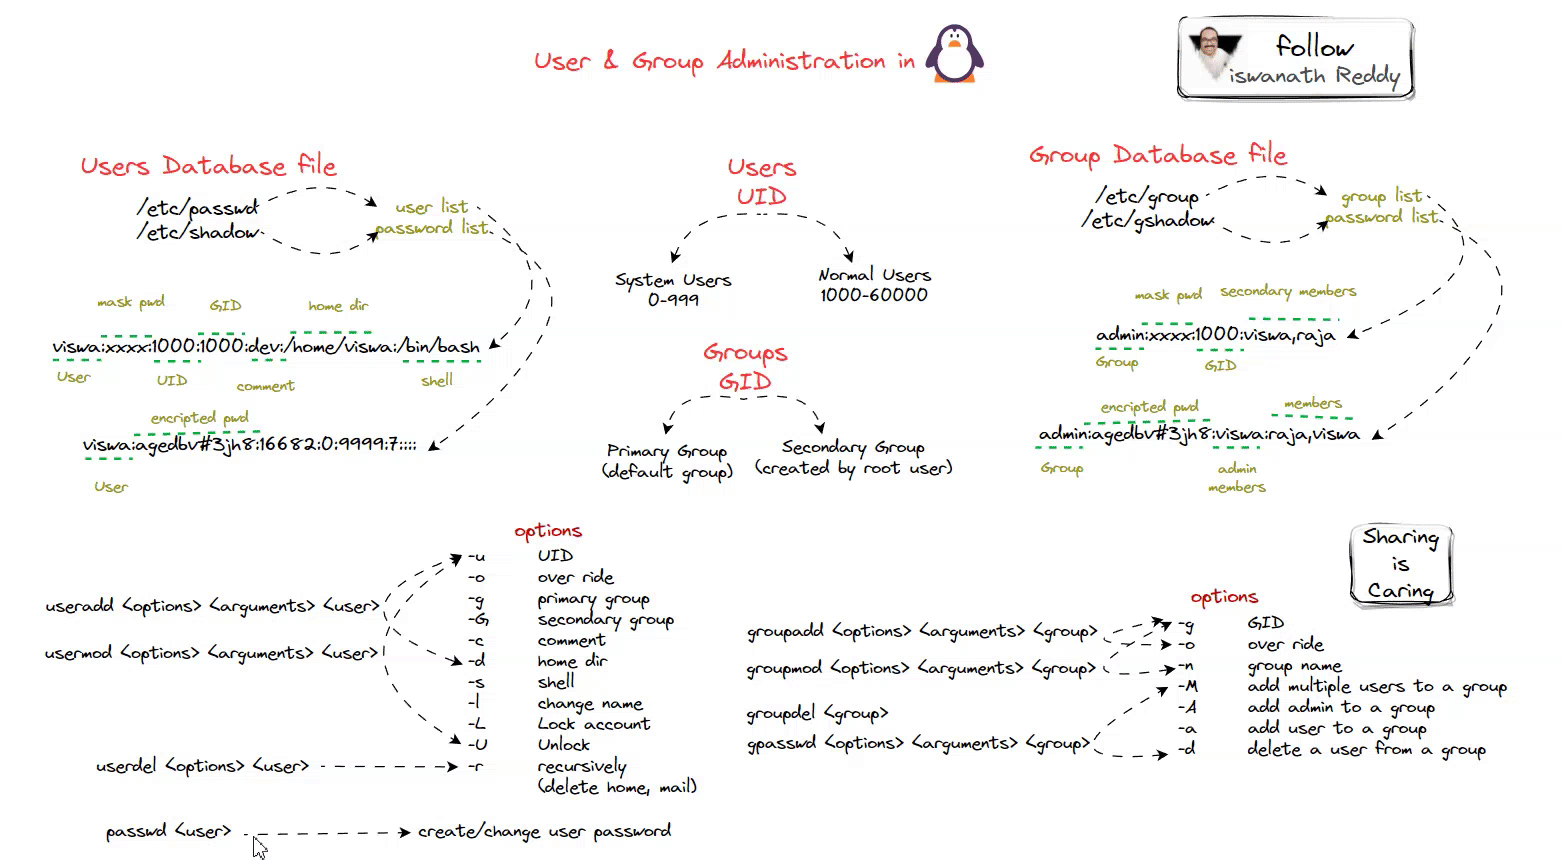 User & Group Administration in
follow
iswanath Reddy
Users Database file
/etc/passwd
/etc/shadow
user list
password list
mask pwd
GID
home dir
viswa:xxxx:1000:1000:dev:/home/viswa:/bin/bash
User
UID
comment
shell
encripted pwd
viswa:agedbv#3jh8:16682:0:9999:7::::
User
Users
UID
System Users
0-999
Normal Users
1000-60000
Groups
GID
Primary Group
(default group)
Secondary Group
(created by root user)
Group Database file
/etc/group
/etc/gshadow
group list
password list
mask pwd
secondary members
admin:xxxx:1000:viswa,raja
Group
GID
encripted pwd
members
admin:agedbv#3jh8:viswa:raja,viswa
Group
admin
members
useradd <options> <arguments> <user>
usermod <options> <arguments> <user>
userdel <options> <user>
passwd <user>
create/change user password
options
-u UID
-o over ride
-g primary group
-G secondary group
-c comment
-d home dir
-s shell
-l change name
-L Lock account
-U Unlock
-r recursively
(delete home, mail)
groupadd <options> <arguments> <group>
groupmod <options> <arguments> <group>
groupdel <group>
gpasswd <options> <arguments> <group>
options
-g GID
-o over ride
-n group name
-M add multiple users to a group
-A add admin to a group
-a add user to a group
-d delete a user from a group
Sharing
is
Caring